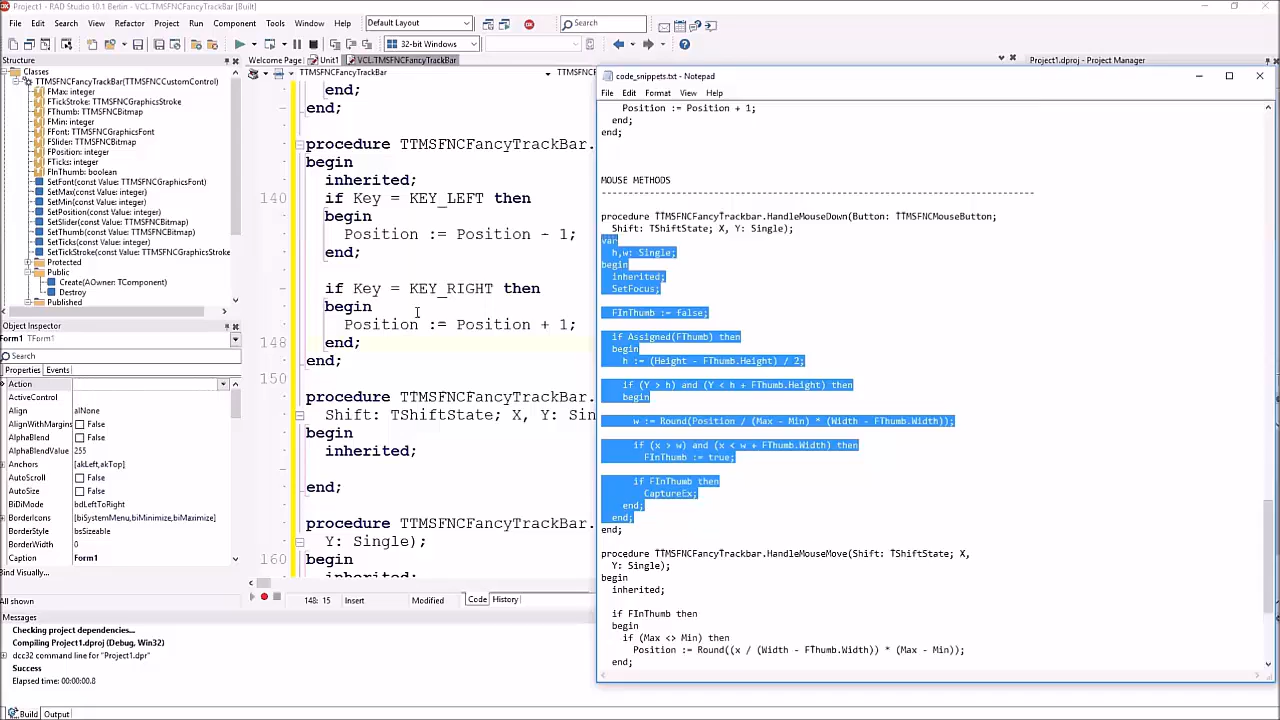 Project1 - RAD Studio 10.1 Berlin - VCL.TMSFNCFancyTrackBar [Built]
File Edit Search View Refactor Project Run Component Tools Window Help
Default Layout
Search
32-bit Windows
Structure
Classes
TTMSFNCFancyTrackBar(TTMSFNCCustomControl)
FMax: integer
FTickStroke: TTMSFNCGraphicsStroke
FThumb: TTMSFNCBitmap
FMin: integer
FFont: TTMSFNCGraphicsFont
FSlider: TTMSFNCBitmap
FPosition: integer
FTicks: integer
FInThumb: boolean
SetFont(const Value: TTMSFNCGraphicsFont)
SetMax(const Value: integer)
SetMin(const Value: integer)
SetPosition(const Value: integer)
SetSlider(const Value: TTMSFNCBitmap)
SetThumb(const Value: TTMSFNCBitmap)
SetTicks(const Value: integer)
SetTickStroke(const Value: TTMSFNCGraphicsStroke)
Protected
Public
Create(AOwner: TComponent)
Destroy
Published
Object Inspector
Form1 TForm1
Search
Properties Events
Action
ActiveControl
Align alNone
AlignWithMargins False
AlphaBlend False
AlphaBlendValue 255
Anchors [akLeft,akTop]
AutoScroll False
AutoSize False
BiDiMode bdLeftToRight
BorderIcons [biSystemMenu,biMinimize,biMaximize]
BorderStyle bsSizeable
BorderWidth 0
Caption Form1
Bind Visually...
All shown
Welcome Page Unit1 VCL.TMSFNCFancyTrackBar
TTMSFNCFancyTrackBar
TTMSFNC
end;
end;
procedure TTMSFNCFancyTrackBar.
begin
inherited;
140 if Key = KEY_LEFT then
begin
Position := Position - 1;
end;
if Key = KEY_RIGHT then
begin
Position := Position + 1;
148 end;
end;
150
procedure TTMSFNCFancyTrackBar.
Shift: TShiftState; X, Y: Sin
begin
inherited;
end;
procedure TTMSFNCFancyTrackBar.
Y: Single);
160 begin
inherited;
148: 15 Insert Modified Code History
Project1.dproj - Project Manager
code_snippets.txt - Notepad
File Edit Format View Help
Position := Position + 1;
end;
end;
MOUSE METHODS
--------------------------------------------------------------------------------
procedure TTMSFNCFancyTrackbar.HandleMouseDown(Button: TTMSFNCMouseButton;
Shift: TShiftState; X, Y: Single);
var
h,w: Single;
begin
inherited;
SetFocus;
FInThumb := false;
if Assigned(FThumb) then
begin
h := (Height - FThumb.Height) / 2;
if (Y > h) and (Y < h + FThumb.Height) then
begin
w := Round(Position / (Max - Min) * (Width - FThumb.Width));
if (x > w) and (x < w + FThumb.Width) then
FInThumb := true;
if FInThumb then
CaptureEx;
end;
end;
end;
procedure TTMSFNCFancyTrackbar.HandleMouseMove(Shift: TShiftState; X,
Y: Single);
begin
inherited;
if FInThumb then
begin
if (Max <> Min) then
Position := Round((x / (Width - FThumb.Width)) * (Max - Min));
end;
Messages
Checking project dependencies...
Compiling Project1.dproj (Debug, Win32)
dcc32 command line for "Project1.dpr"
Success
Elapsed time: 00:00:00.8
Build Output